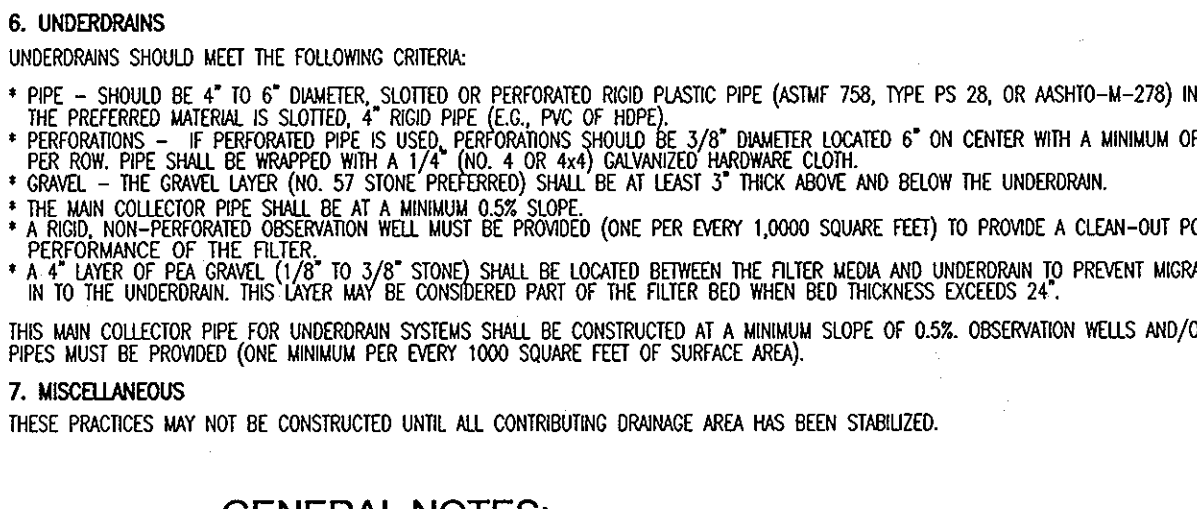 6. UNDERDRAINS
UNDERDRAINS SHOULD MEET THE FOLLOWING CRITERIA:
* PIPE – SHOULD BE 4" TO 6" DIAMETER, SLOTTED OR PERFORATED RIGID PLASTIC PIPE (ASTMF 758, TYPE PS 28, OR AASHTO-M-278) IN
THE PREFERRED MATERIAL IS SLOTTED, 4" RIGID PIPE (E.G., PVC OF HDPE).
* PERFORATIONS – IF PERFORATED PIPE IS USED, PERFORATIONS SHOULD BE 3/8" DIAMETER LOCATED 6" ON CENTER WITH A MINIMUM OF
PER ROW. PIPE SHALL BE WRAPPED WITH A 1/4" (NO. 4 OR 4x4) GALVANIZED HARDWARE CLOTH.
* GRAVEL – THE GRAVEL LAYER (NO. 57 STONE PREFERRED) SHALL BE AT LEAST 3" THICK ABOVE AND BELOW THE UNDERDRAIN.
* THE MAIN COLLECTOR PIPE SHALL BE AT A MINIMUM 0.5% SLOPE.
* A RIGID, NON-PERFORATED OBSERVATION WELL MUST BE PROVIDED (ONE PER EVERY 1,0000 SQUARE FEET) TO PROVIDE A CLEAN-OUT
PERFORMANCE OF THE FILTER.
* A 4" LAYER OF PEA GRAVEL (1/8" TO 3/8" STONE) SHALL BE LOCATED BETWEEN THE FILTER MEDIA AND UNDERDRAIN TO PREVENT
IN TO THE UNDERDRAIN. THIS LAYER MAY BE CONSIDERED PART OF THE FILTER BED WHEN BED THICKNESS EXCEEDS 24".
THIS MAIN COLLECTOR PIPE FOR UNDERDRAIN SYSTEMS SHALL BE CONSTRUCTED AT A MINIMUM SLOPE OF 0.5%. OBSERVATION WELLS
PIPES MUST BE PROVIDED (ONE MINIMUM PER EVERY 1000 SQUARE FEET OF SURFACE AREA).
7. MISCELLANEOUS
THESE PRACTICES MAY NOT BE CONSTRUCTED UNTIL ALL CONTRIBUTING DRAINAGE AREA HAS BEEN STABILIZED.
GENERAL NOTES: